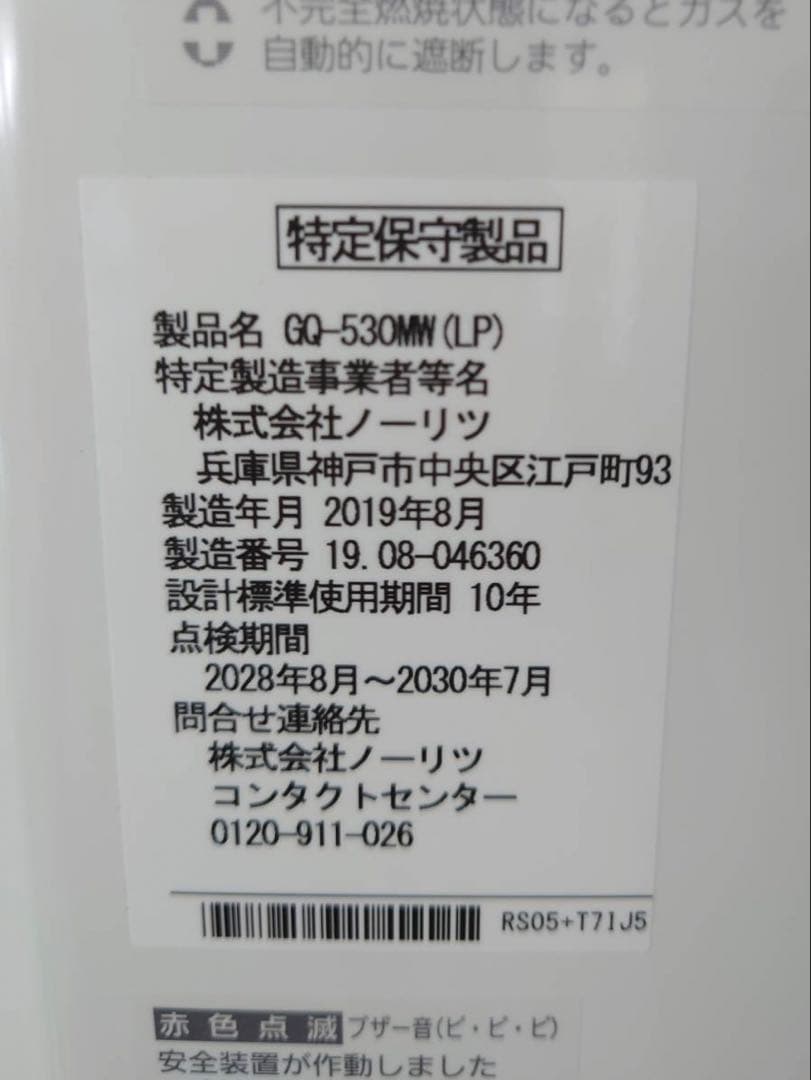 不完全燃焼状態になるとガスを
自動的に遮断します。
特定保守製品
製品名 GQ-530MW(LP)
特定製造事業者等名
株式会社ノーリツ
兵庫県神戸市中央区江戸町93
製造年月 2019年8月
製造番号 19.08-046360
設計標準使用期間 10年
点検期間
2028年8月～2030年7月
問合せ連絡先
株式会社ノーリツ
コンタクトセンター
0120-911-026
RS05+T7IJ5
赤色点滅 ブザー音(ピ・ピ・ピ)
安全装置が作動しました